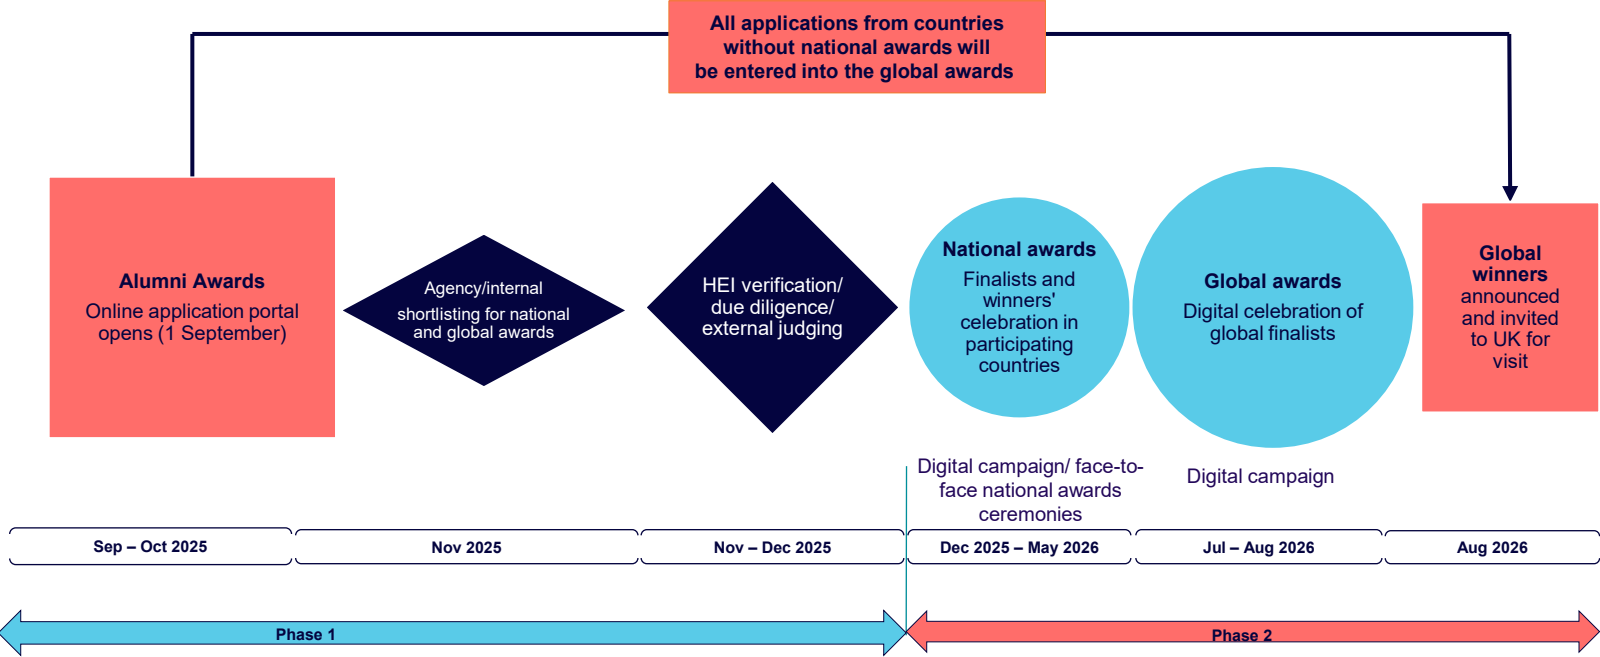 All applications from countries
without national awards will
be entered into the global awards
Alumni Awards
Online application portal
opens (1 September)
Agency/internal
shortlisting for national
and global awards
HEI verification/
due diligence/
external judging
National awards
Finalists and
winners'
celebration in
participating
countries
Global awards
Digital celebration of
global finalists
Global
winners
announced
and invited
to UK for
visit
Digital campaign/ face-to-
face national awards
ceremonies
Digital campaign
Sep – Oct 2025
Nov 2025
Nov – Dec 2025
Dec 2025 – May 2026
Jul – Aug 2026
Aug 2026
Phase 1
Phase 2